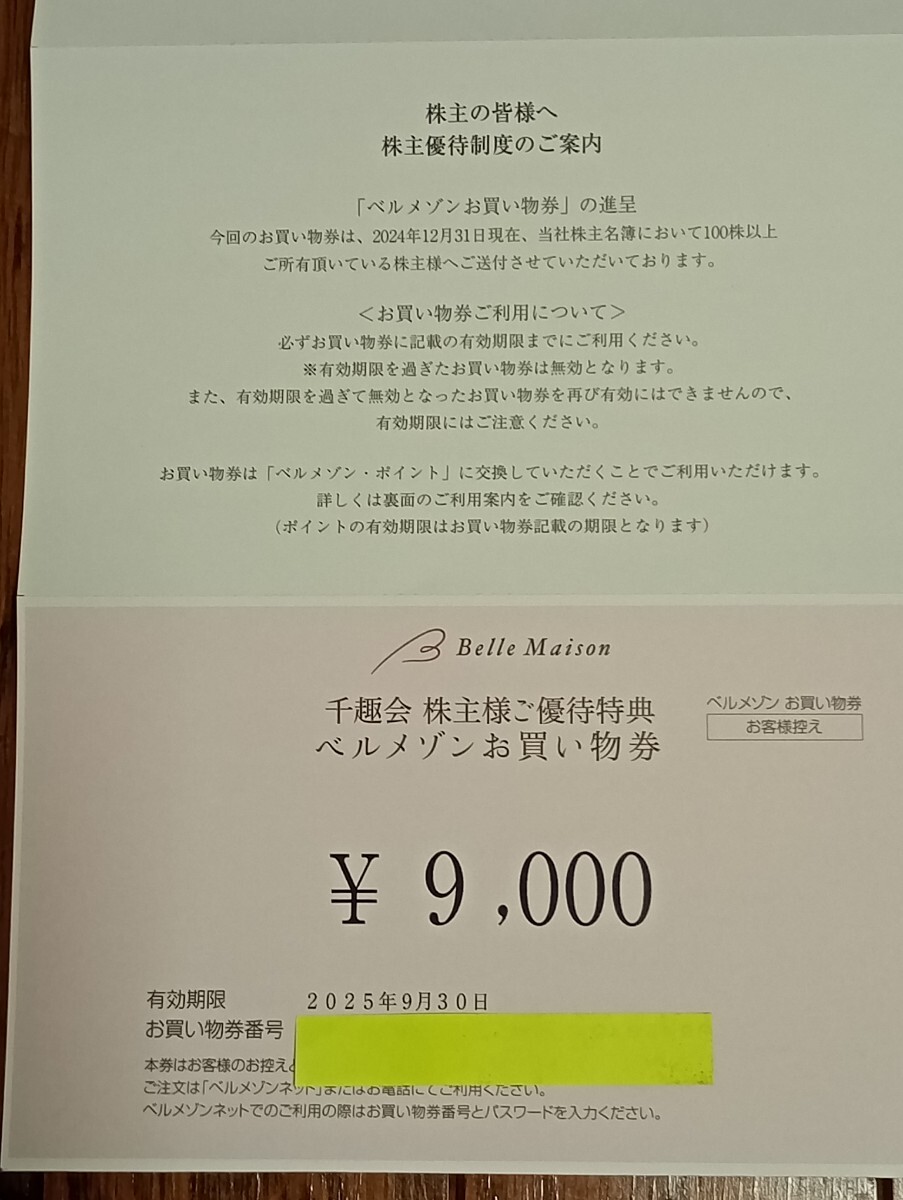 株主の皆様へ
株主優待制度のご案内
「ベルメゾンお買い物券」の進呈
今回のお買い物券は、2024年12月31日現在、当社株主名簿において100株以上
ご所有頂いている株主様へご送付させていただいております。
＜お買い物券ご利用について＞
必ずお買い物券に記載の有効期限までにご利用ください。
※有効期限を過ぎたお買い物券は無効となります。
また、有効期限を過ぎて無効となったお買い物券を再び有効にはできませんので、
有効期限にはご注意ください。
お買い物券は「ベルメゾン・ポイント」に交換していただくことでご利用いただけます。
詳しくは裏面のご利用案内をご確認ください。
（ポイントの有効期限はお買い物券記載の期限となります）
Belle Maison
千趣会 株主様ご優待特典
ベルメゾンお買い物券
ベルメゾン お買い物券
お客様控え
¥ 9,000
有効期限 2025年9月30日
お買い物券番号
本券はお客様のお控え
ご注文は「ベルメゾンネット」またはお電話にてご利用ください。
ベルメゾンネットでのご利用の際はお買い物券番号とパスワードを入力ください。